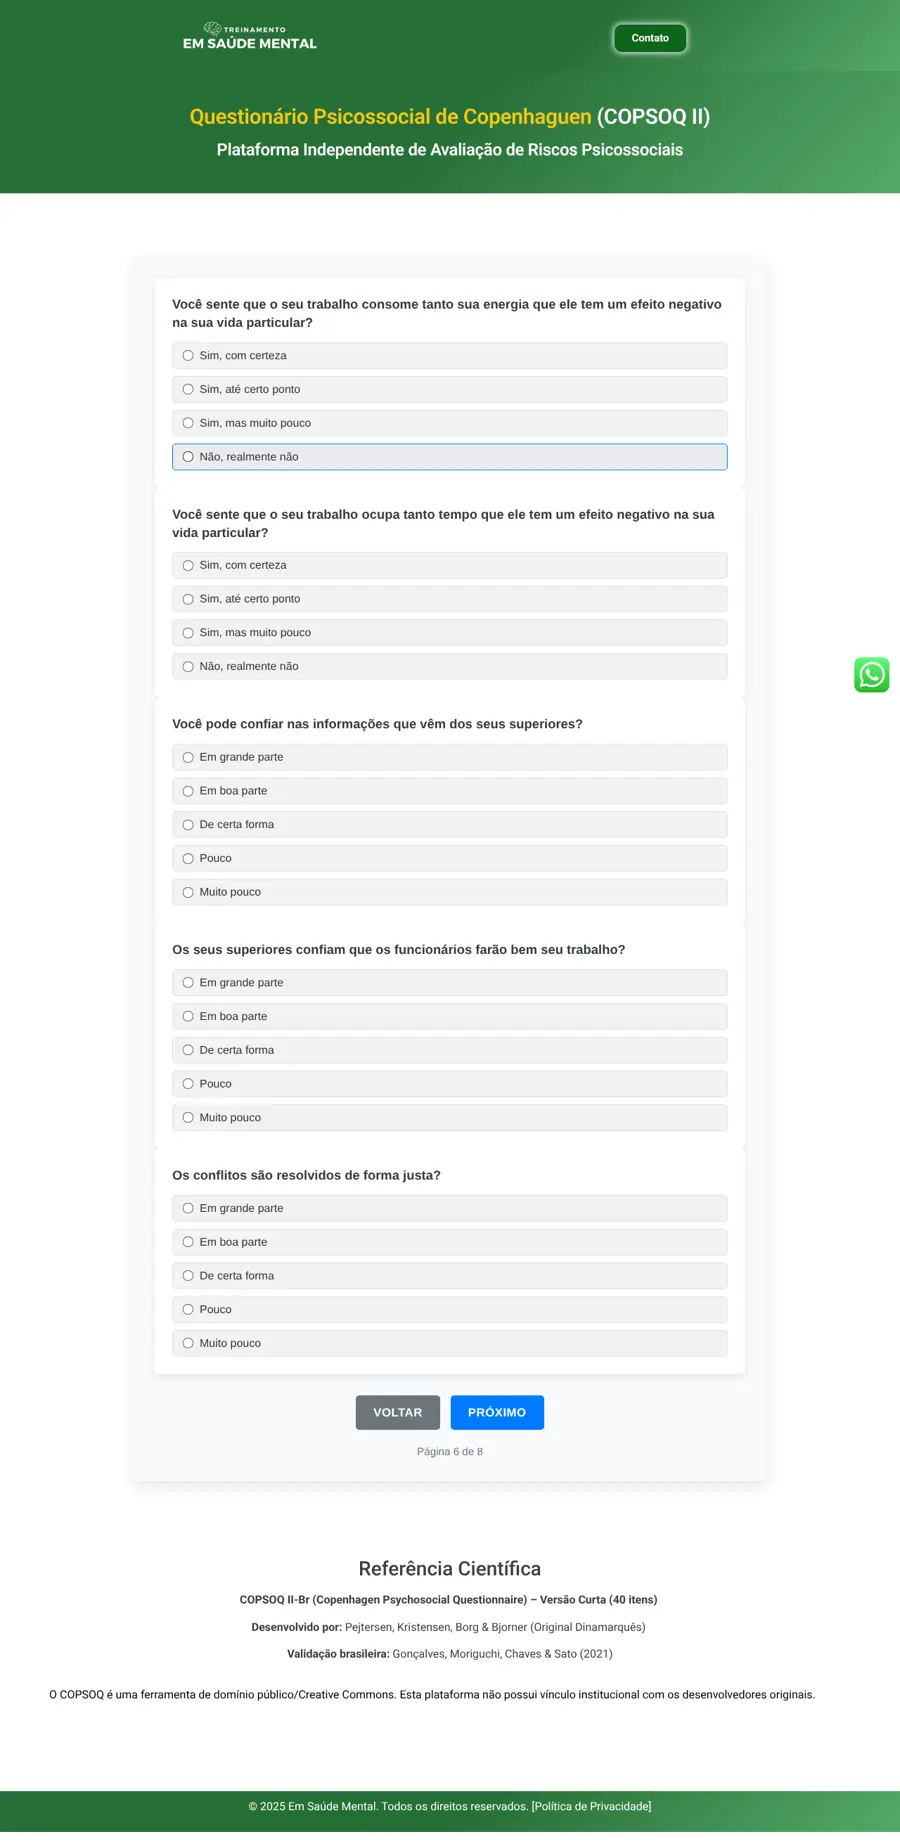 TREINAMENTO
EM SAÚDE MENTAL
Contato
Questionário Psicossocial de Copenhaguen (COPSOQ II)
Plataforma Independente de Avaliação de Riscos Psicossociais
Você sente que o seu trabalho consome tanto sua energia que ele tem um efeito negativo
na sua vida particular?
Sim, com certeza
Sim, até certo ponto
Sim, mas muito pouco
Não, realmente não
Você sente que o seu trabalho ocupa tanto tempo que ele tem um efeito negativo na sua
vida particular?
Sim, com certeza
Sim, até certo ponto
Sim, mas muito pouco
Não, realmente não
Você pode confiar nas informações que vêm dos seus superiores?
Em grande parte
Em boa parte
De certa forma
Pouco
Muito pouco
Os seus superiores confiam que os funcionários farão bem seu trabalho?
Em grande parte
Em boa parte
De certa forma
Pouco
Muito pouco
Os conflitos são resolvidos de forma justa?
Em grande parte
Em boa parte
De certa forma
Pouco
Muito pouco
VOLTAR PRÓXIMO
Página 6 de 8
Referência Científica
COPSOQ II-Br (Copenhagen Psychosocial Questionnaire) – Versão Curta (40 itens)
Desenvolvido por: Pejtersen, Kristensen, Borg & Bjorner (Original Dinamarquês)
Validação brasileira: Gonçalves, Moriguchi, Chaves & Sato (2021)
O COPSOQ é uma ferramenta de domínio público/Creative Commons. Esta plataforma não possui vínculo institucional com os desenvolvedores originais.
© 2025 Em Saúde Mental. Todos os direitos reservados. [Política de Privacidade]